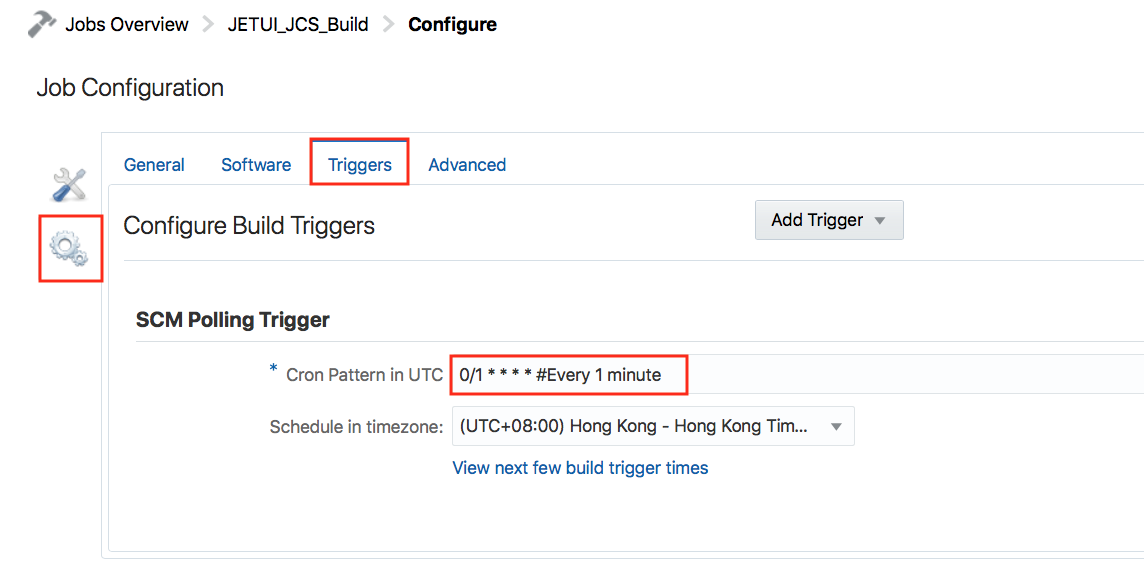 Jobs Overview > JETUI_JCS_Build > Configure
Job Configuration
General Software Triggers Advanced
Configure Build Triggers Add Trigger
SCM Polling Trigger
* Cron Pattern in UTC 0/1 * * * * #Every 1 minute
Schedule in timezone: (UTC+08:00) Hong Kong - Hong Kong Tim...
View next few build trigger times